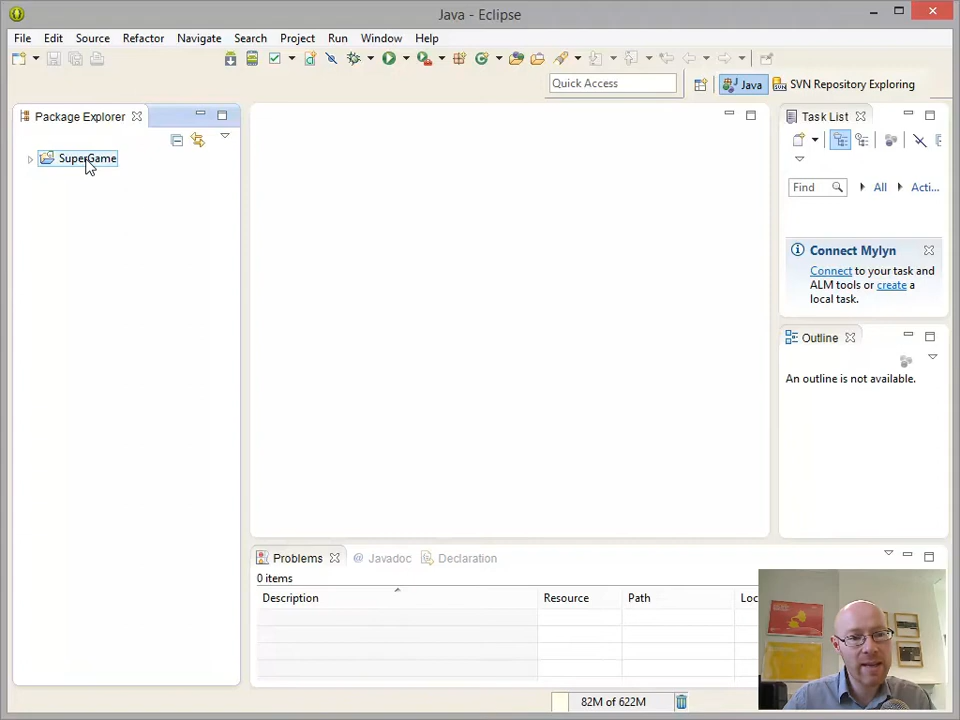 Java - Eclipse
File Edit Source Refactor Navigate Search Project Run Window Help
Quick Access Java SVN Repository Exploring
Package Explorer
SuperGame
Task List
Find All Acti...
Connect Mylyn
Connect to your task and
ALM tools or create a
local task.
Outline
An outline is not available.
Problems @ Javadoc Declaration
0 items
Description Resource Path Loc
82M of 622M